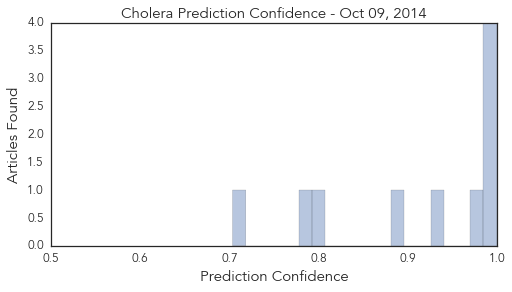 Cholera Prediction Confidence - Oct 09, 2014
4.0
3.5
3.0
2.5
2.0
1.5
1.0
0.5
0.0
Articles Found
0.5 0.6 0.7 0.8 0.9 1.0
Prediction Confidence